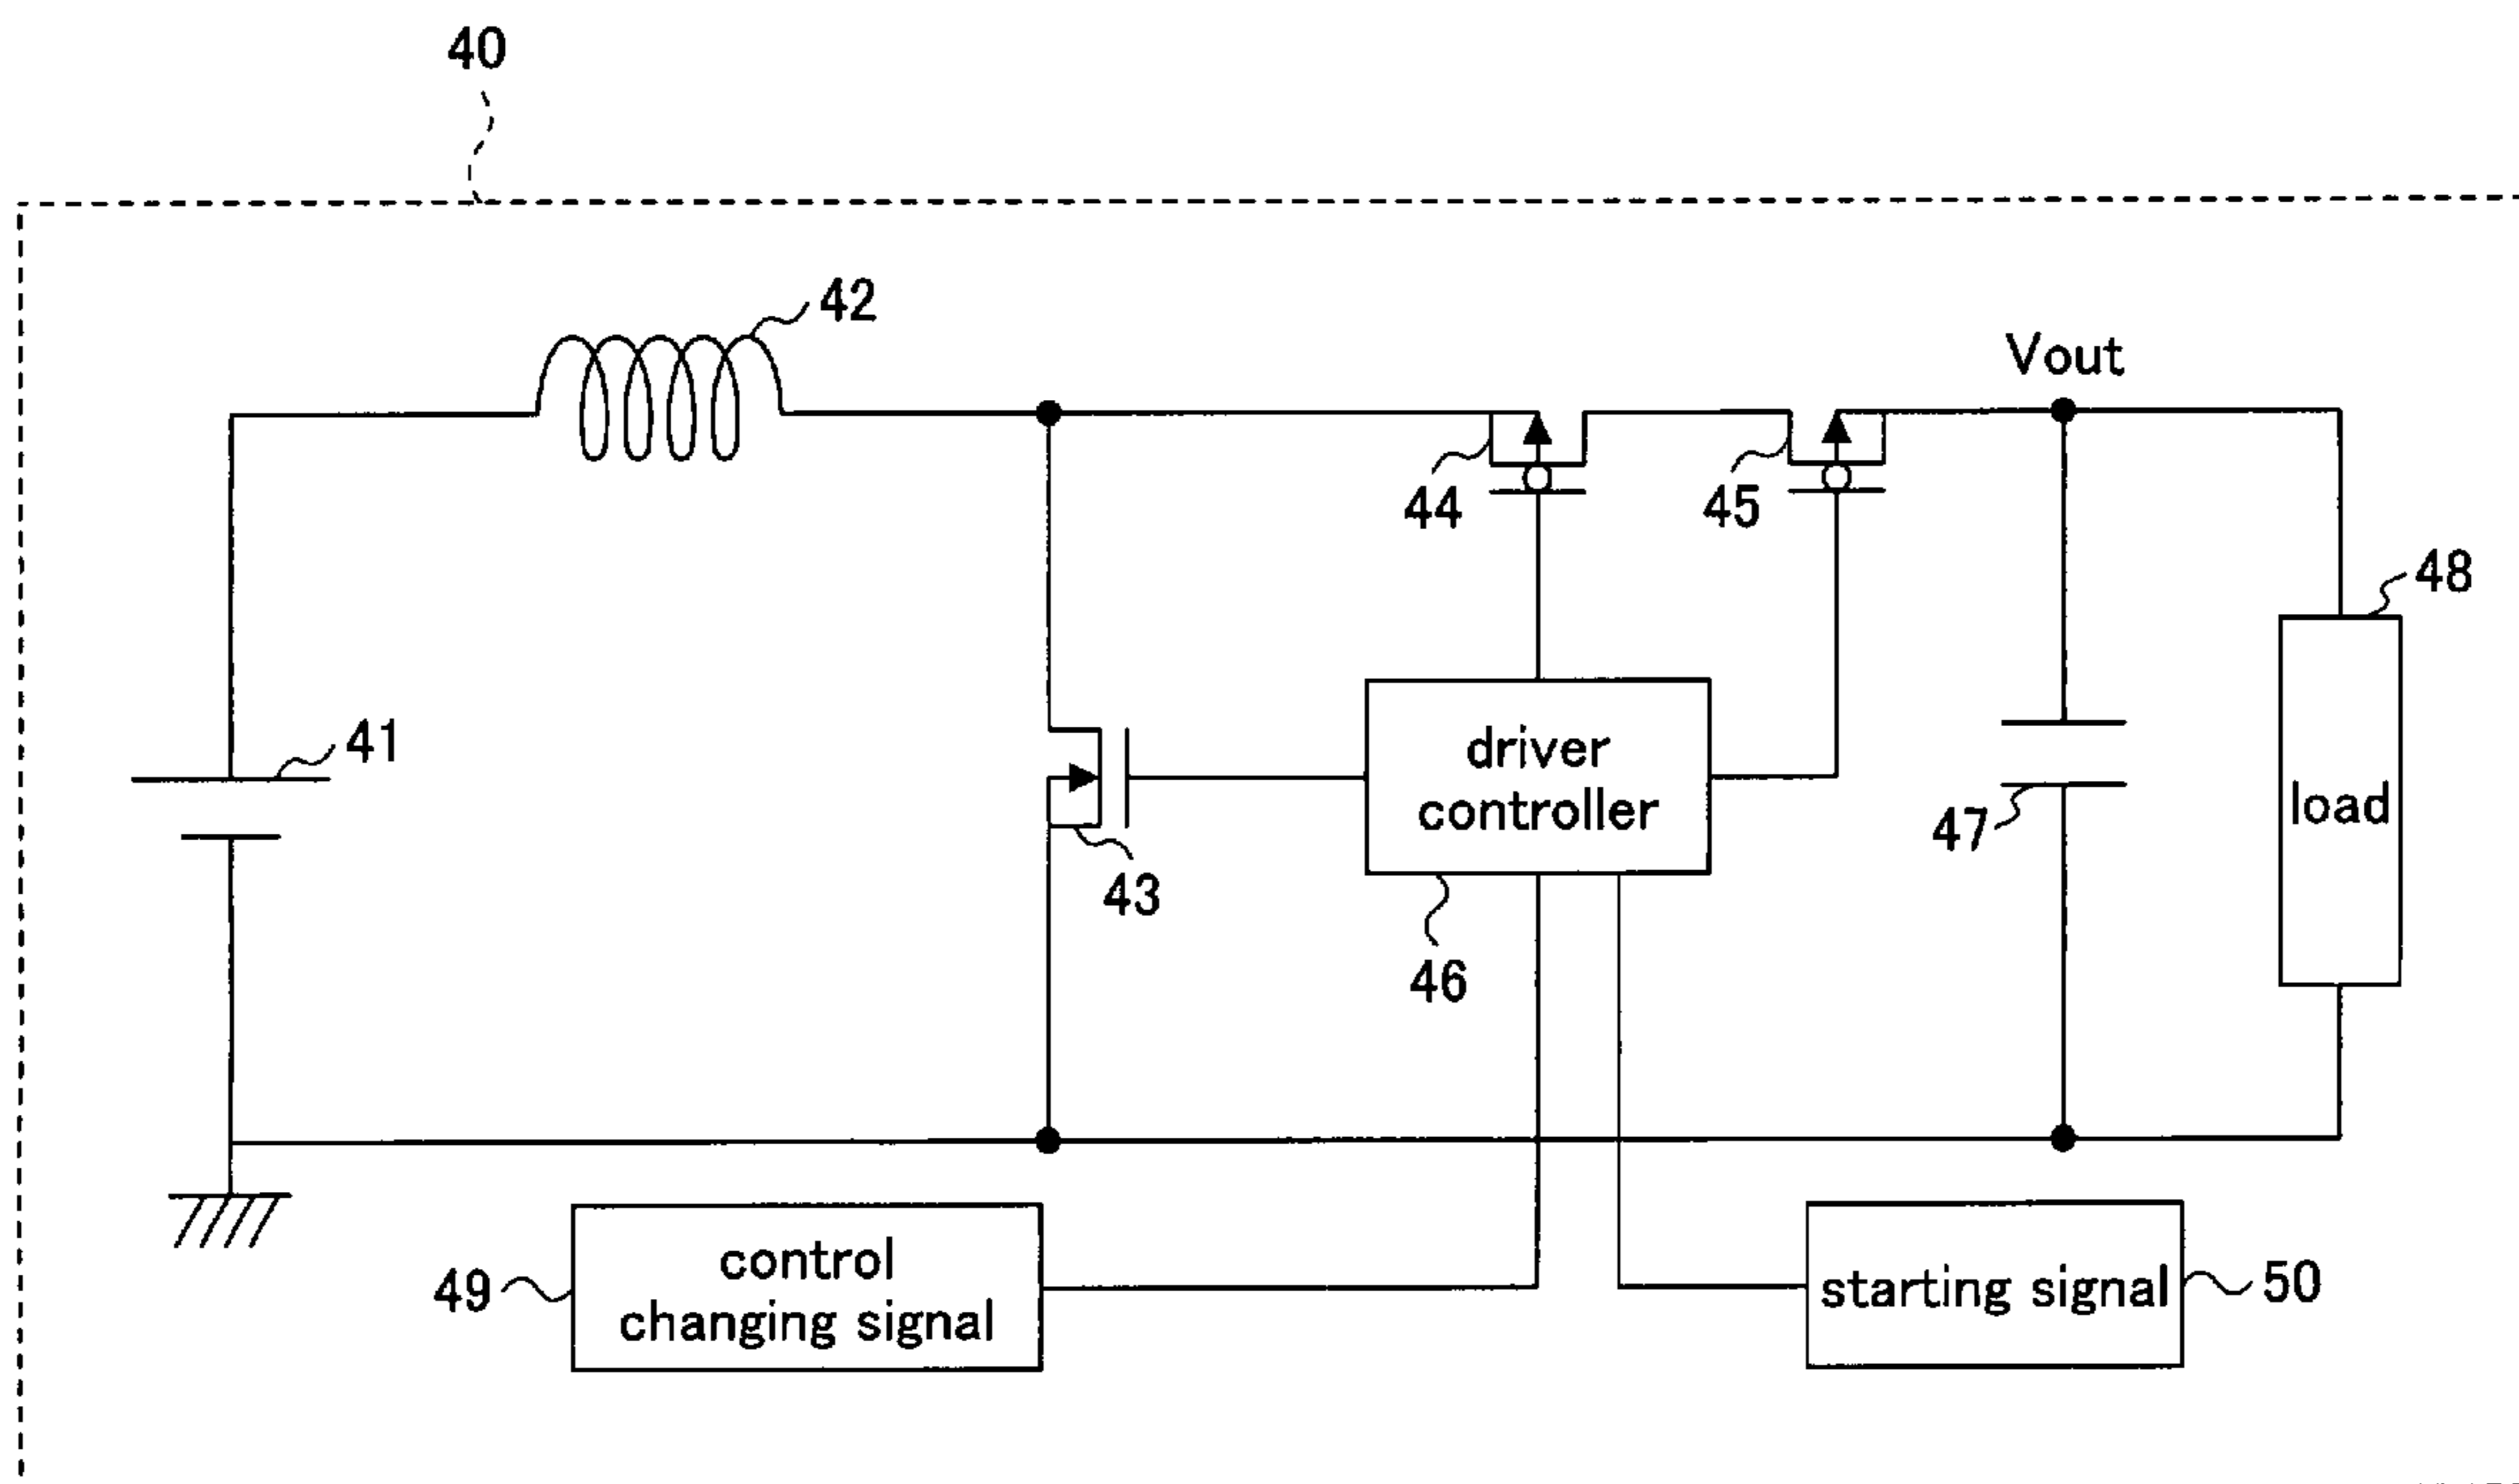 40
42
Vout
44
45
48
41
driver
controller
load
47
43
46
control
changing signal
49
starting signal
50